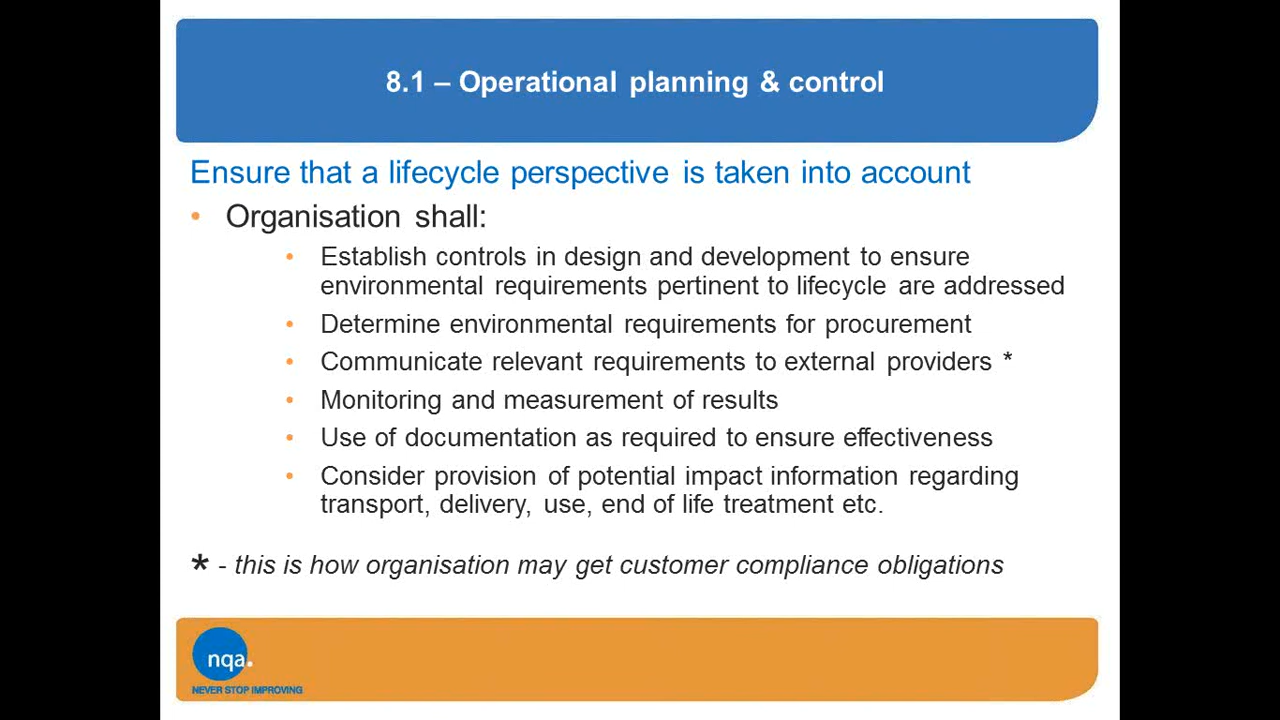 8.1 – Operational planning & control
Ensure that a lifecycle perspective is taken into account
• Organisation shall:
• Establish controls in design and development to ensure
environmental requirements pertinent to lifecycle are addressed
• Determine environmental requirements for procurement
• Communicate relevant requirements to external providers *
• Monitoring and measurement of results
• Use of documentation as required to ensure effectiveness
• Consider provision of potential impact information regarding
transport, delivery, use, end of life treatment etc.
* - this is how organisation may get customer compliance obligations
nqa.
NEVER STOP IMPROVING